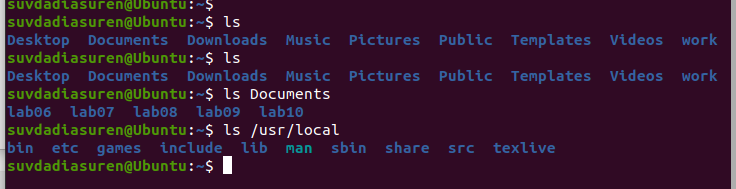 suvdadiasuren@Ubuntu:~$
suvdadiasuren@Ubuntu:~$ ls
Desktop  Documents  Downloads  Music  Pictures  Public  Templates  Videos  work
suvdadiasuren@Ubuntu:~$ ls
Desktop  Documents  Downloads  Music  Pictures  Public  Templates  Videos  work
suvdadiasuren@Ubuntu:~$ ls Documents
lab06  lab07  lab08  lab09  lab10
suvdadiasuren@Ubuntu:~$ ls /usr/local
bin  etc  games  include  lib  man  sbin  share  src  texlive
suvdadiasuren@Ubuntu:~$